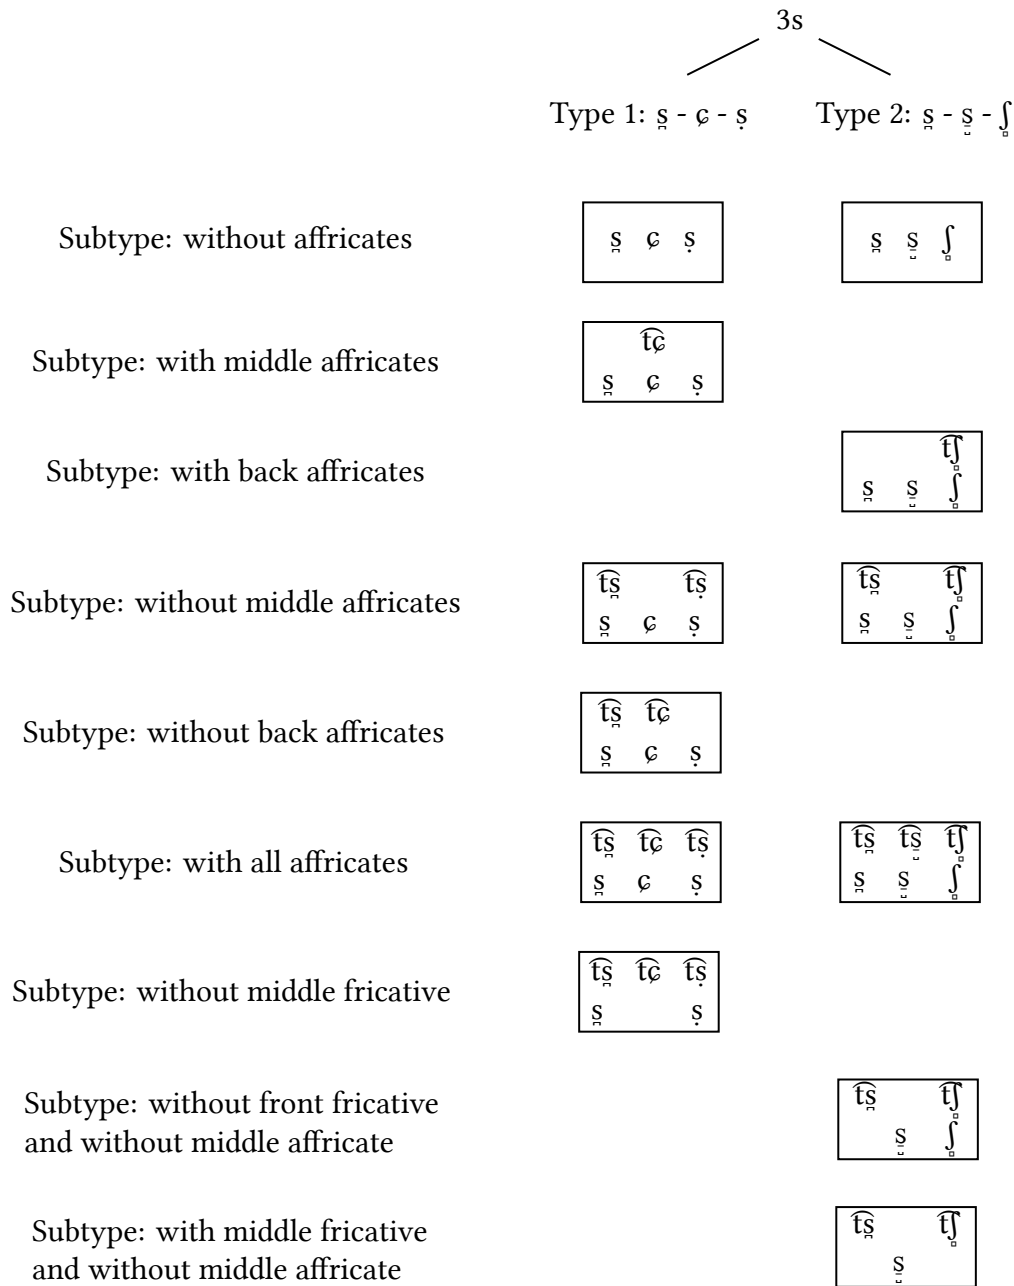 3s
Type 1: s̪ - ɕ - ṣ Type 2: s̪ - s̠̺ - ʃ̻
Subtype: without affricates
s̪ ɕ ṣ s̪ s̠̺ ʃ̻
t͡ɕ
Subtype: with middle affricates
s̪ ɕ ṣ
t͡ʃ̻
Subtype: with back affricates
s̪ s̠̺ ʃ̻
t͡s̪ t͡ṣ t͡s̪ t͡ʃ̻
Subtype: without middle affricates
s̪ ɕ ṣ s̪ s̠̺ ʃ̻
t͡s̪ t͡ɕ
Subtype: without back affricates
s̪ ɕ ṣ
t͡s̪ t͡ɕ t͡ṣ t͡s̪ t͡s̠̺ t͡ʃ̻
Subtype: with all affricates
s̪ ɕ ṣ s̪ s̠̺ ʃ̻
t͡s̪ t͡ɕ t͡ṣ
Subtype: without middle fricative
s̪ ṣ
Subtype: without front fricative
and without middle affricate
t͡s̪ t͡ʃ̻
s̠̺ ʃ̻
Subtype: with middle fricative
and without middle affricate
t͡s̪ t͡ʃ̻
s̠̺